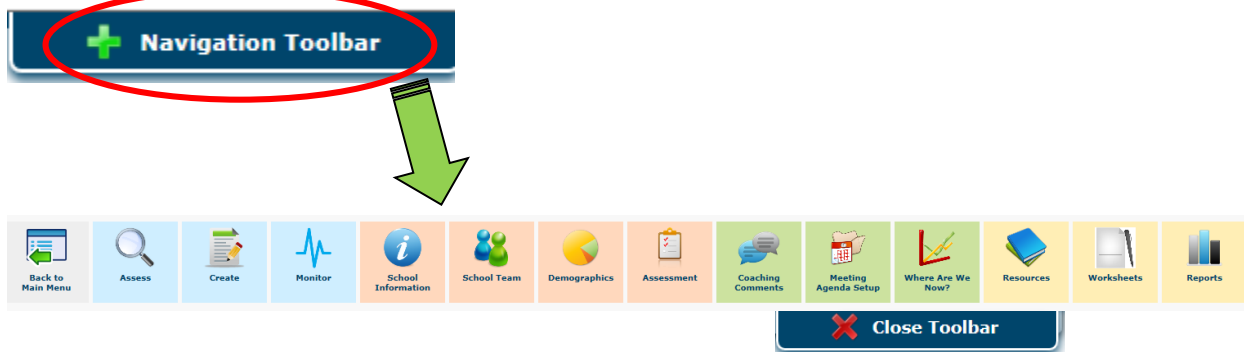 Navigation Toolbar
Back to
Main Menu
Assess
Create
Monitor
School
Information
School Team
Demographics
Assessment
Coaching
Comments
Meeting
Agenda Setup
Where Are We
Now?
Resources
Worksheets
Reports
Close Toolbar